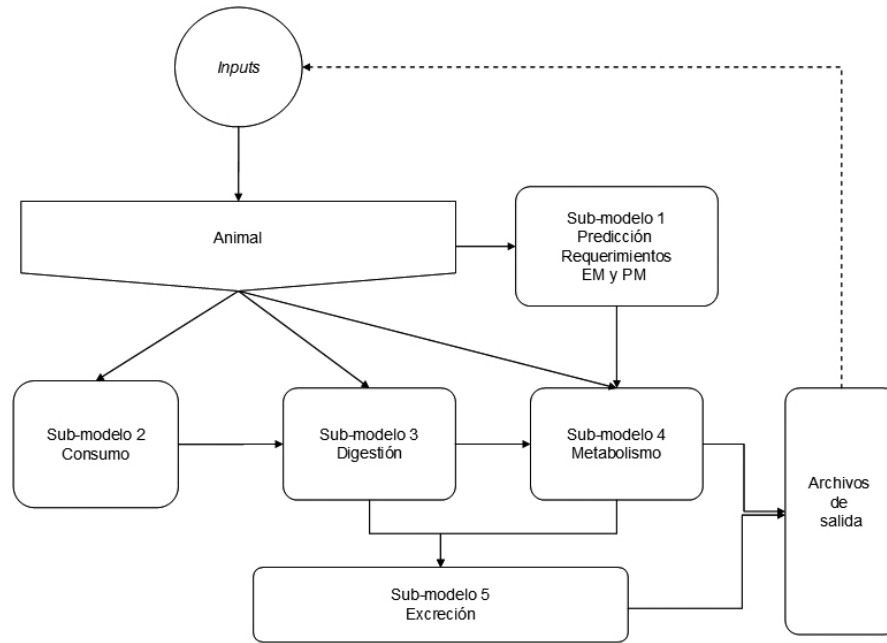 Inputs
Animal
Sub-modelo 1
Predicción
Requerimientos
EM y PM
Sub-modelo 2
Consumo
Sub-modelo 3
Digestión
Sub-modelo 4
Metabolismo
Archivos
de
salida
Sub-modelo 5
Excreción